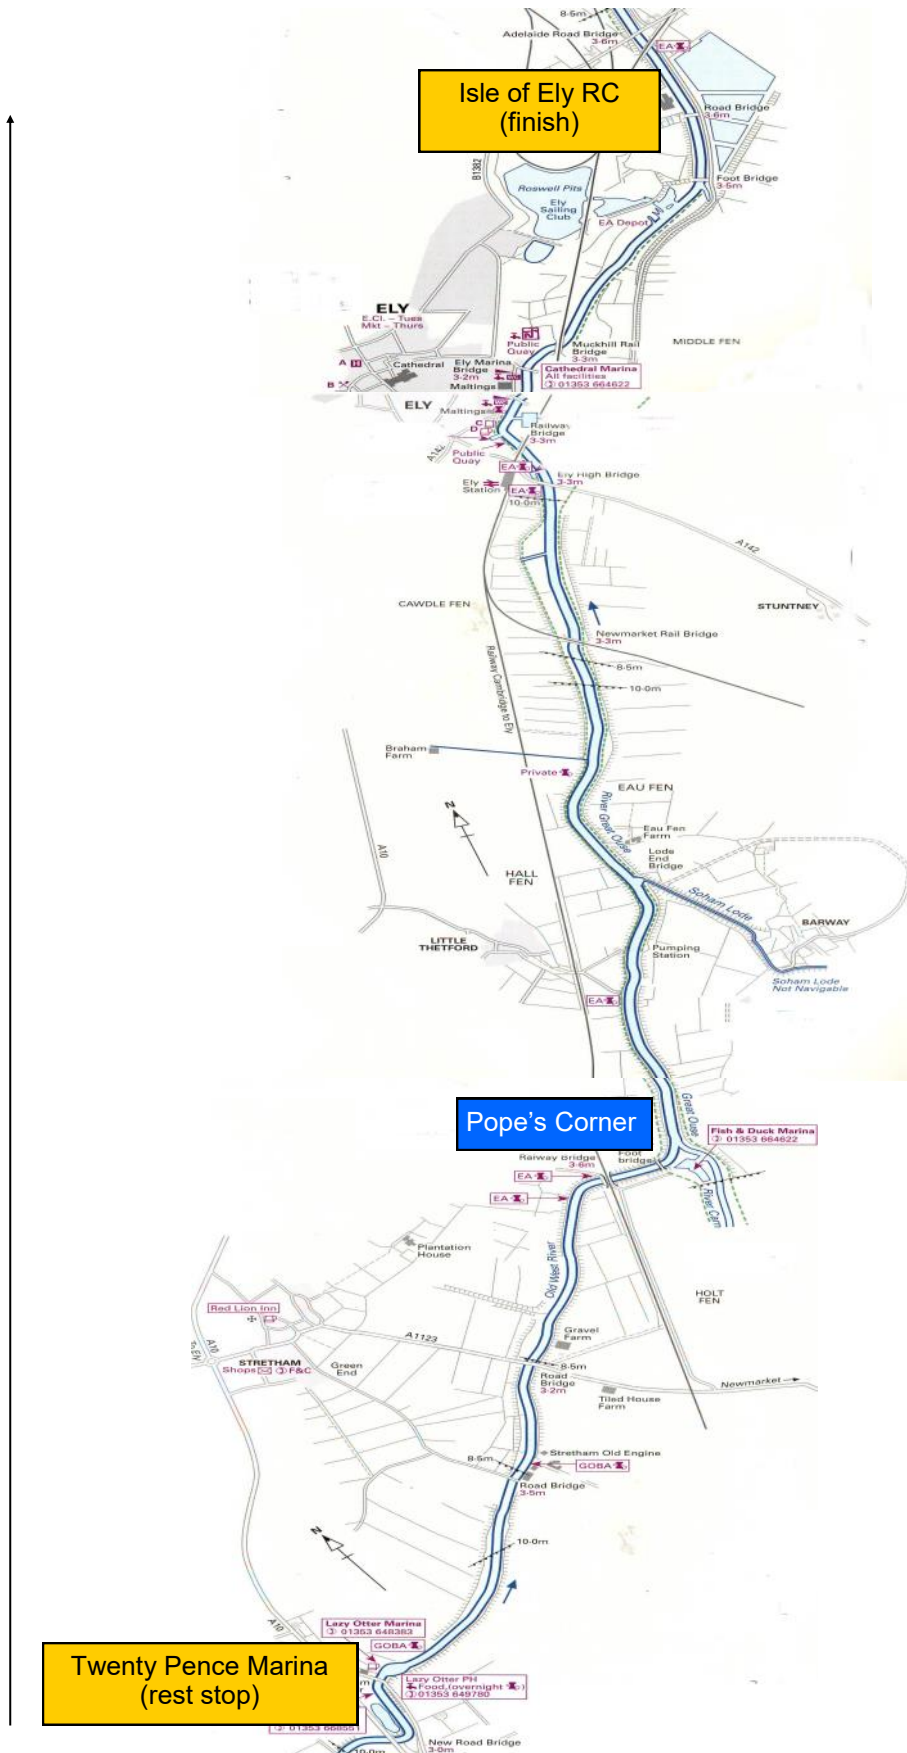 8-5m
Adelaide Road Bridge
3-6m
EA
Isle of Ely RC
(finish)
Road Bridge
3-6m
B1382
Foot Bridge
3-5m
Roswell Pits
Ely
Sailing
Club
EA Depot
ELY
E.Cl. – Tues
Mkt – Thurs
Public
Quay
Muckhill Rail
Bridge
3-3m
MIDDLE FEN
A H
Cathedral
Ely Marina
Bridge
3-2m
Cathedral Marina
All facilities
01353 664622
B
Maltings
ELY
Maltings
C
D
Railway
Bridge
3-3m
A142
Public
Quay
EA
Ely High Bridge
3-3m
Ely
Station
EA
10-0m
A142
CAWDLE FEN
STUNTNEY
Newmarket Rail Bridge
3-3m
Railway Cambridge to Ely
8-5m
10-0m
Braham
Farm
Private
EAU FEN
River Great Ouse
N
Eau Fen
Farm
A10
Lode
End
Bridge
HALL
FEN
Soham Lode
BARWAY
LITTLE
THETFORD
Pumping
Station
Soham Lode
Not Navigable
EA
Pope's Corner
Great Ouse
Fish & Duck Marina
01353 664622
Railway Bridge
3-6m
Foot
bridge
EA
EA
River Cam
Plantation
House
Old West River
HOLT
FEN
Red Lion Inn
To Ely
A10
A1123
Gravel
Farm
STRETHAM
Shops F&C
Green
End
8-5m
Road
Bridge
3-2m
Newmarket
Tiled House
Farm
Stretham Old Engine
8-5m
GOBA
Road Bridge
3-5m
N
10-0m
A10
Lazy Otter Marina
01353 648383
GOBA
Twenty Pence Marina
(rest stop)
Lazy Otter PH
Food,(overnight )
01353 649780
01353 668551
New Road Bridge
3-0m
10-0m